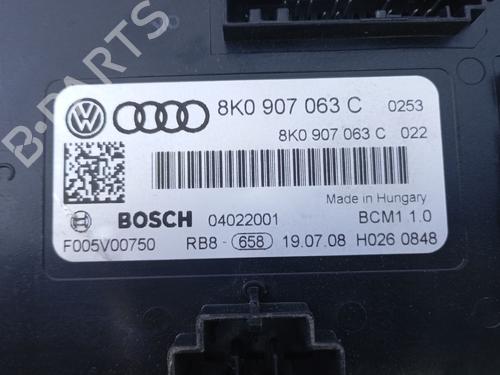 8K0 907 063 C 0253
8K0 907 063 C 022
Made in Hungary
BOSCH 04022001 BCM1 1.0
F005V00750 RB8 - 658 19.07.08 H026 0848
B-PARTS